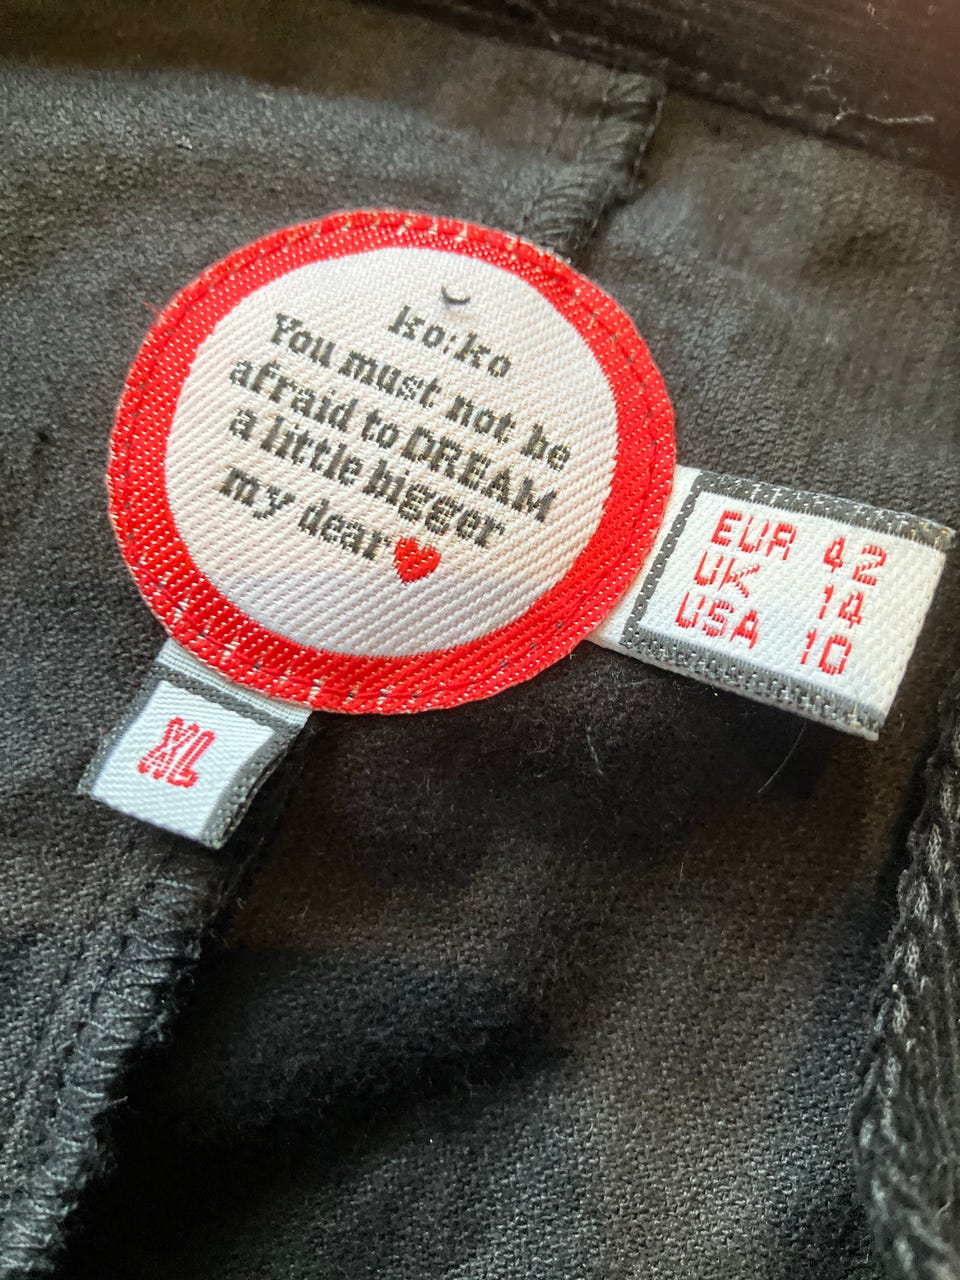 ko:ko
You must not be
afraid to DREAM
a little bigger
my dear
EUR 42
UK 14
USA 10
XL